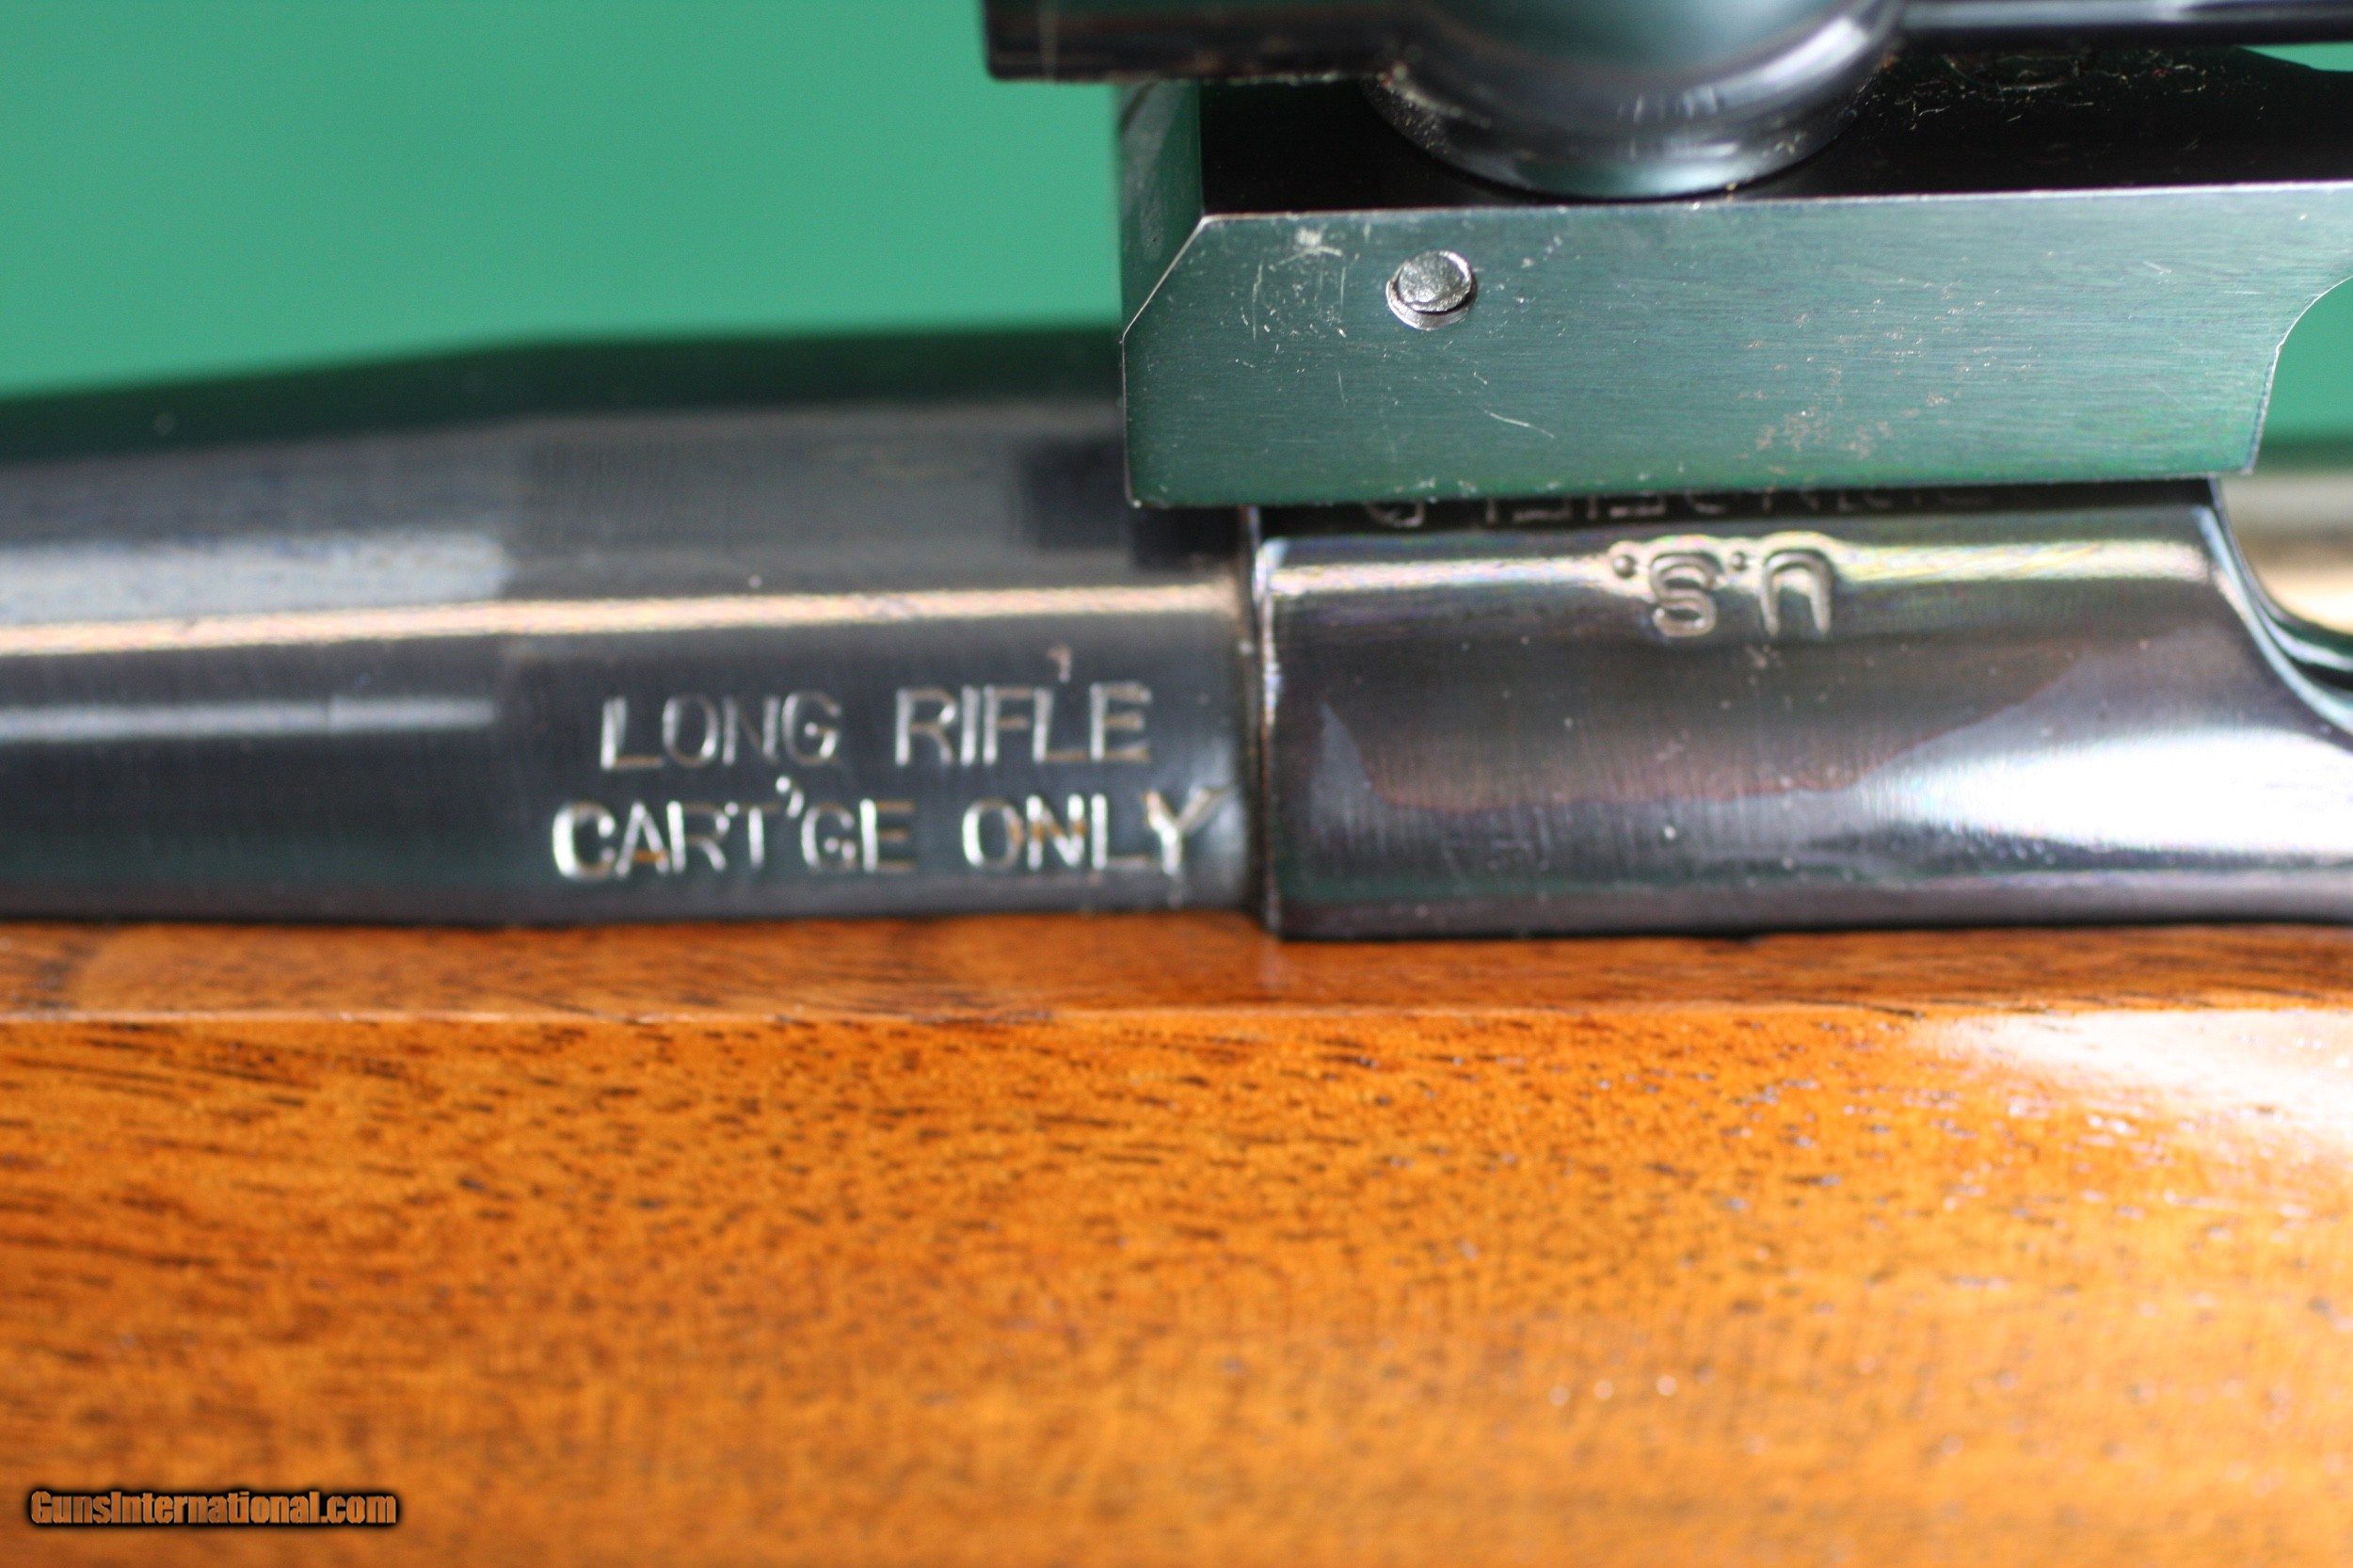 U.S.
LONG RIFLE
CART'GE ONLY
GunsInternational.com